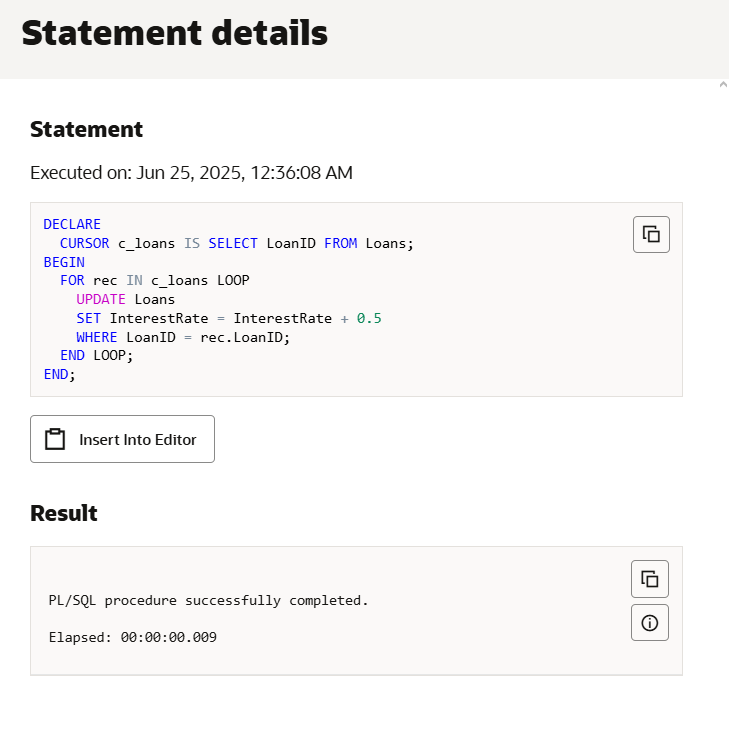 Statement details
Statement
Executed on: Jun 25, 2025, 12:36:08 AM
DECLARE
  CURSOR c_loans IS SELECT LoanID FROM Loans;
BEGIN
  FOR rec IN c_loans LOOP
    UPDATE Loans
    SET InterestRate = InterestRate + 0.5
    WHERE LoanID = rec.LoanID;
  END LOOP;
END;
Insert Into Editor
Result
PL/SQL procedure successfully completed.
Elapsed: 00:00:00.009